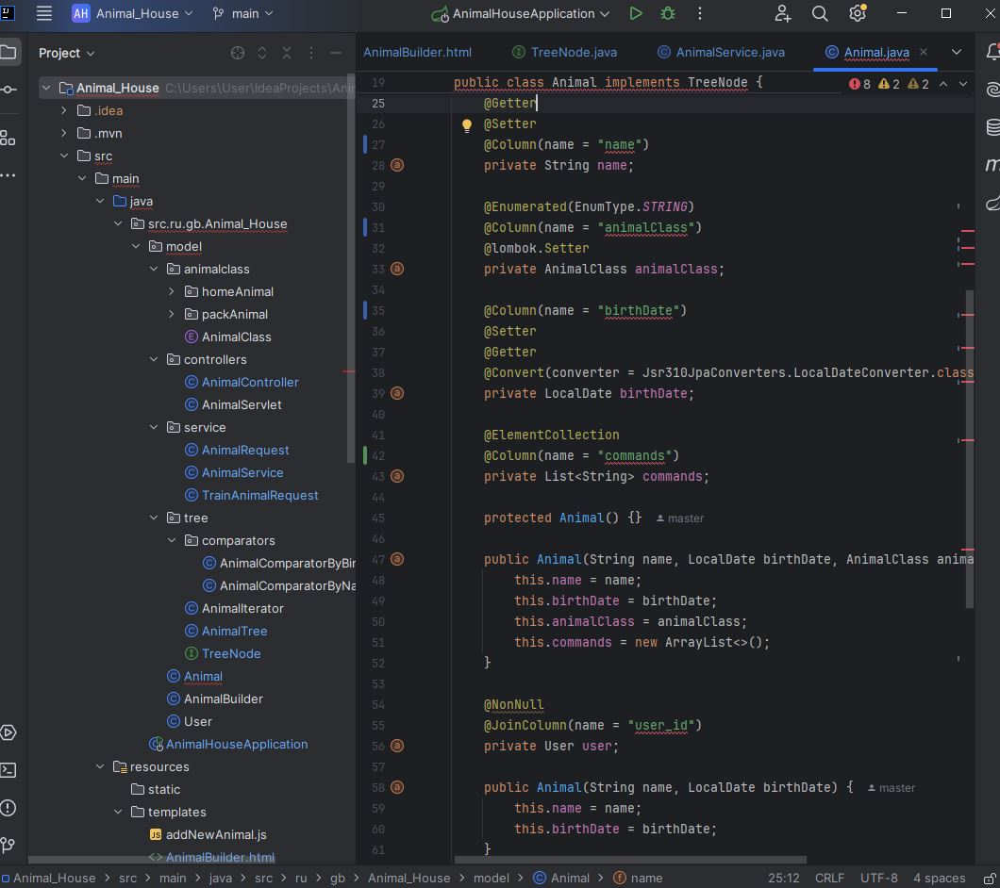 AH Animal_House main AnimalHouseApplication
Project
AnimalBuilder.html TreeNode.java AnimalService.java Animal.java
Animal_House C:\Users\User\IdeaProjects\Ani
.idea
.mvn
src
main
java
src.ru.gb.Animal_House
model
animalclass
homeAnimal
packAnimal
AnimalClass
controllers
AnimalController
AnimalServlet
service
AnimalRequest
AnimalService
TrainAnimalRequest
tree
comparators
AnimalComparatorByBir
AnimalComparatorByNa
AnimalIterator
AnimalTree
TreeNode
Animal
AnimalBuilder
User
AnimalHouseApplication
resources
static
templates
addNewAnimal.js
AnimalBuilder.html
19 public class Animal implements TreeNode { 8 2 2
25 @Getter
26 @Setter
27 @Column(name = "name")
28 private String name;
29
30 @Enumerated(EnumType.STRING)
31 @Column(name = "animalClass")
32 @lombok.Setter
33 private AnimalClass animalClass;
34
35 @Column(name = "birthDate")
36 @Setter
37 @Getter
38 @Convert(converter = Jsr310JpaConverters.LocalDateConverter.class
39 private LocalDate birthDate;
40
41 @ElementCollection
42 @Column(name = "commands")
43 private List<String> commands;
44
45 protected Animal() {} master
46
47 public Animal(String name, LocalDate birthDate, AnimalClass anima
48 this.name = name;
49 this.birthDate = birthDate;
50 this.animalClass = animalClass;
51 this.commands = new ArrayList<>();
52 }
53
54 @NonNull
55 @JoinColumn(name = "user_id")
56 private User user;
57
58 public Animal(String name, LocalDate birthDate) { master
59 this.name = name;
60 this.birthDate = birthDate;
61 }
Animal_House > src > main > java > src > ru > gb > Animal_House > model > Animal > name 25:12 CRLF UTF-8 4 spaces